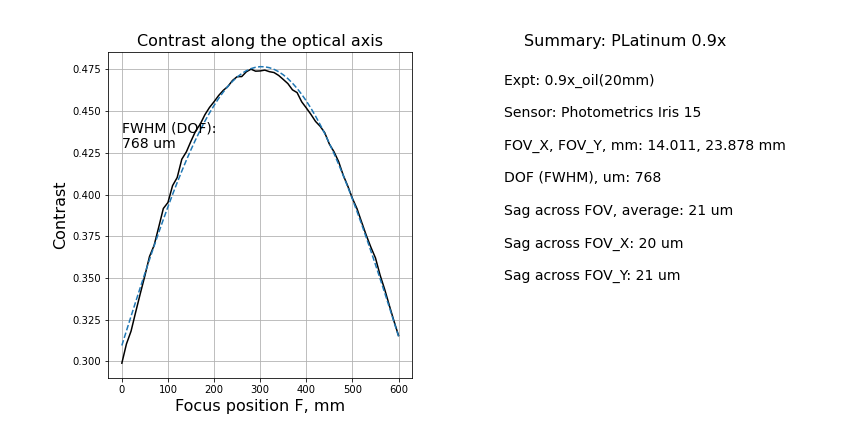 Contrast along the optical axis
0.475
0.450
0.425
0.400
0.375
0.350
0.325
0.300
Contrast
FWHM (DOF):
768 um
0 100 200 300 400 500 600
Focus position F, mm
Summary: PLatinum 0.9x
Expt: 0.9x_oil(20mm)
Sensor: Photometrics Iris 15
FOV_X, FOV_Y, mm: 14.011, 23.878 mm
DOF (FWHM), um: 768
Sag across FOV, average: 21 um
Sag across FOV_X: 20 um
Sag across FOV_Y: 21 um